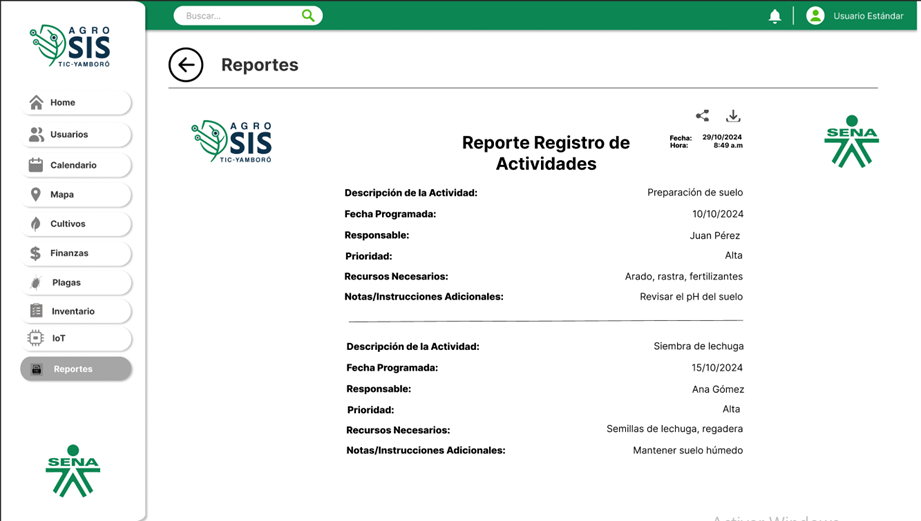 AGRO
SIS
TIC-YAMBORÓ
Buscar...
Usuario Estándar
Home
Usuarios
Calendario
Mapa
Cultivos
Finanzas
Plagas
Inventario
IoT
Reportes
SENA
Reportes
AGRO
SIS
TIC-YAMBORÓ
Reporte Registro de
Actividades
Fecha: 29/10/2024
Hora: 8:49 a.m
SENA
Descripción de la Actividad: Preparación de suelo
Fecha Programada: 10/10/2024
Responsable: Juan Pérez
Prioridad: Alta
Recursos Necesarios: Arado, rastra, fertilizantes
Notas/Instrucciones Adicionales: Revisar el pH del suelo
Descripción de la Actividad: Siembra de lechuga
Fecha Programada: 15/10/2024
Responsable: Ana Gómez
Prioridad: Alta
Recursos Necesarios: Semillas de lechuga, regadera
Notas/Instrucciones Adicionales: Mantener suelo húmedo
Activar Windows